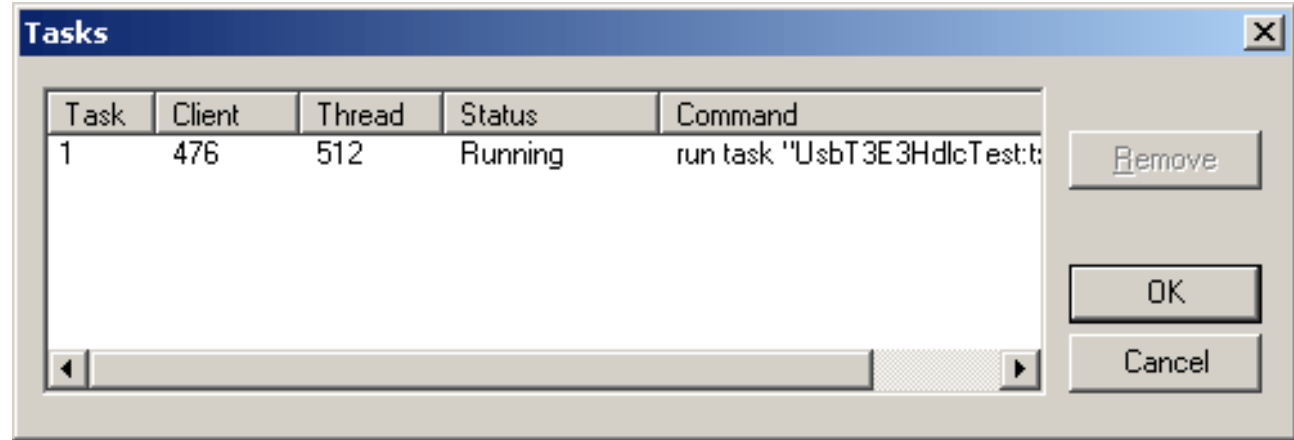 Tasks
Task Client Thread Status Command
1 476 512 Running run task "UsbT3E3HdlcTest:t
Remove
OK
Cancel